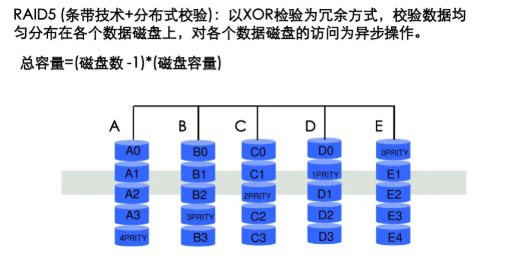 RAID5 (条带技术+分布式校验)：以XOR检验为冗余方式，校验数据均
匀分布在各个数据磁盘上，对各个数据磁盘的访问为异步操作。
总容量=(磁盘数 -1)*(磁盘容量)
A B C D E
A0 B0 C0 D0 0PRITY
A1 B1 C1 1PRITY E1
A2 B2 2PRITY D1 E2
A3 3PRITY C2 D2 E3
4PRITY B3 C3 D3 E4